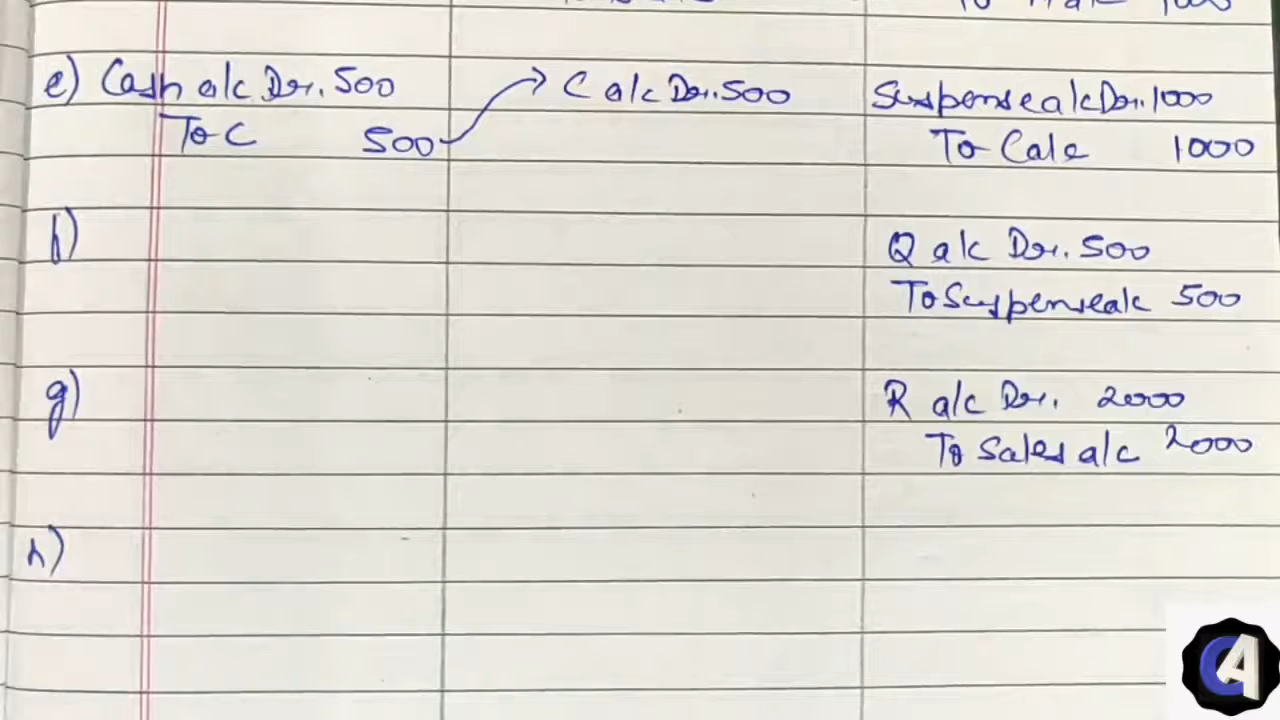 e) Cash a/c Dr. 500
To C 500
C a/c Dr. 500
Suspense a/c Dr. 1000
To C a/c 1000
f)
Q a/c Dr. 500
To Suspense a/c 500
g)
R a/c Dr. 2000
To Sales a/c 2000
h)
CA